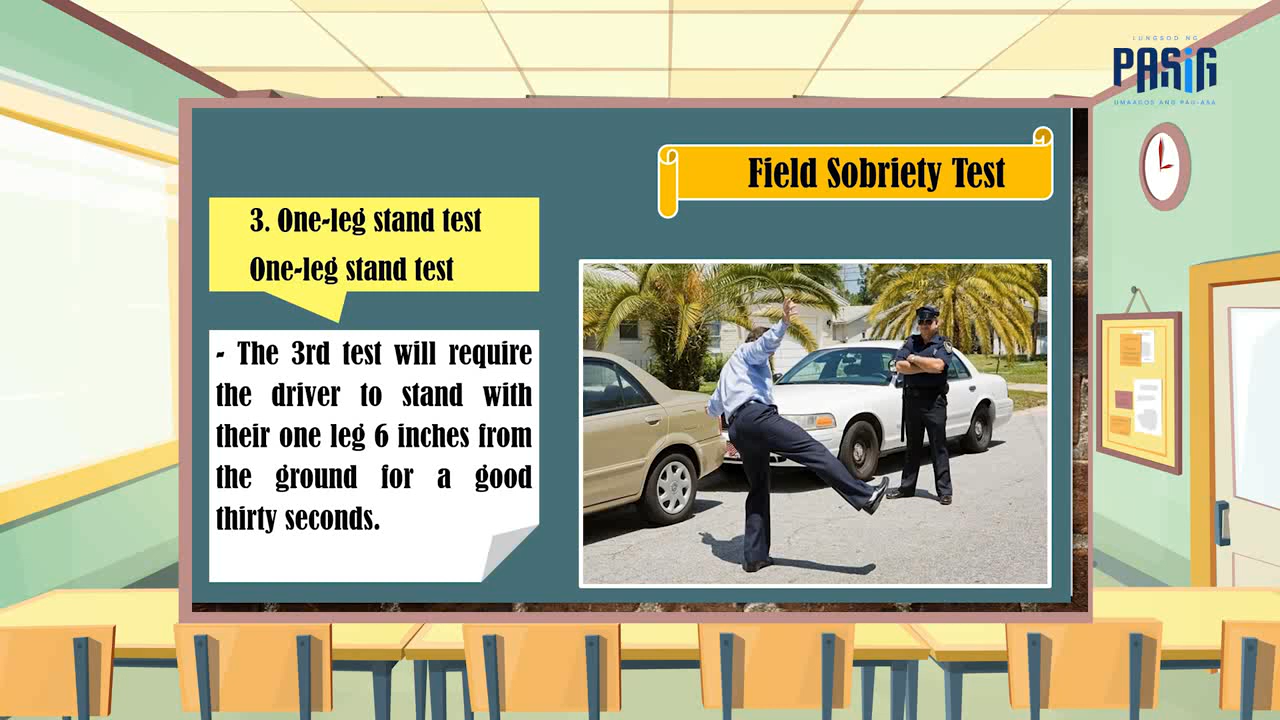 LUNGSOD NG
PASIG
UMAAGOS ANG PAG-ASA
Field Sobriety Test
3. One-leg stand test
One-leg stand test
- The 3rd test will require
the driver to stand with
their one leg 6 inches from
the ground for a good
thirty seconds.